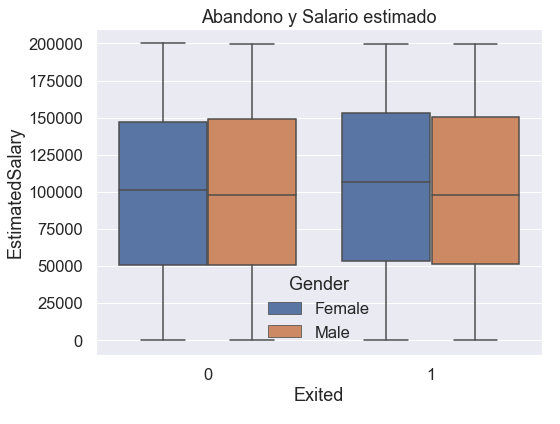 Abandono y Salario estimado
EstimatedSalary
200000
175000
150000
125000
100000
75000
50000
25000
0
Gender
Female
Male
0 1
Exited